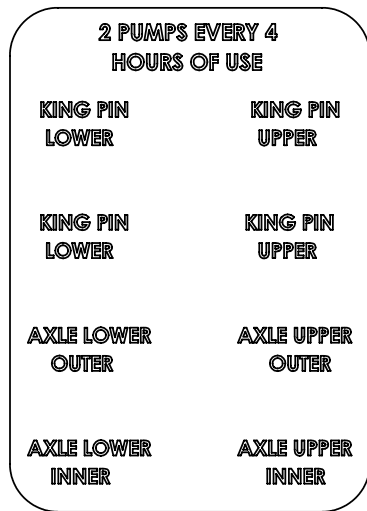 2 PUMPS EVERY 4
HOURS OF USE
KING PIN
LOWER
KING PIN
UPPER
KING PIN
LOWER
KING PIN
UPPER
AXLE LOWER
OUTER
AXLE UPPER
OUTER
AXLE LOWER
INNER
AXLE UPPER
INNER